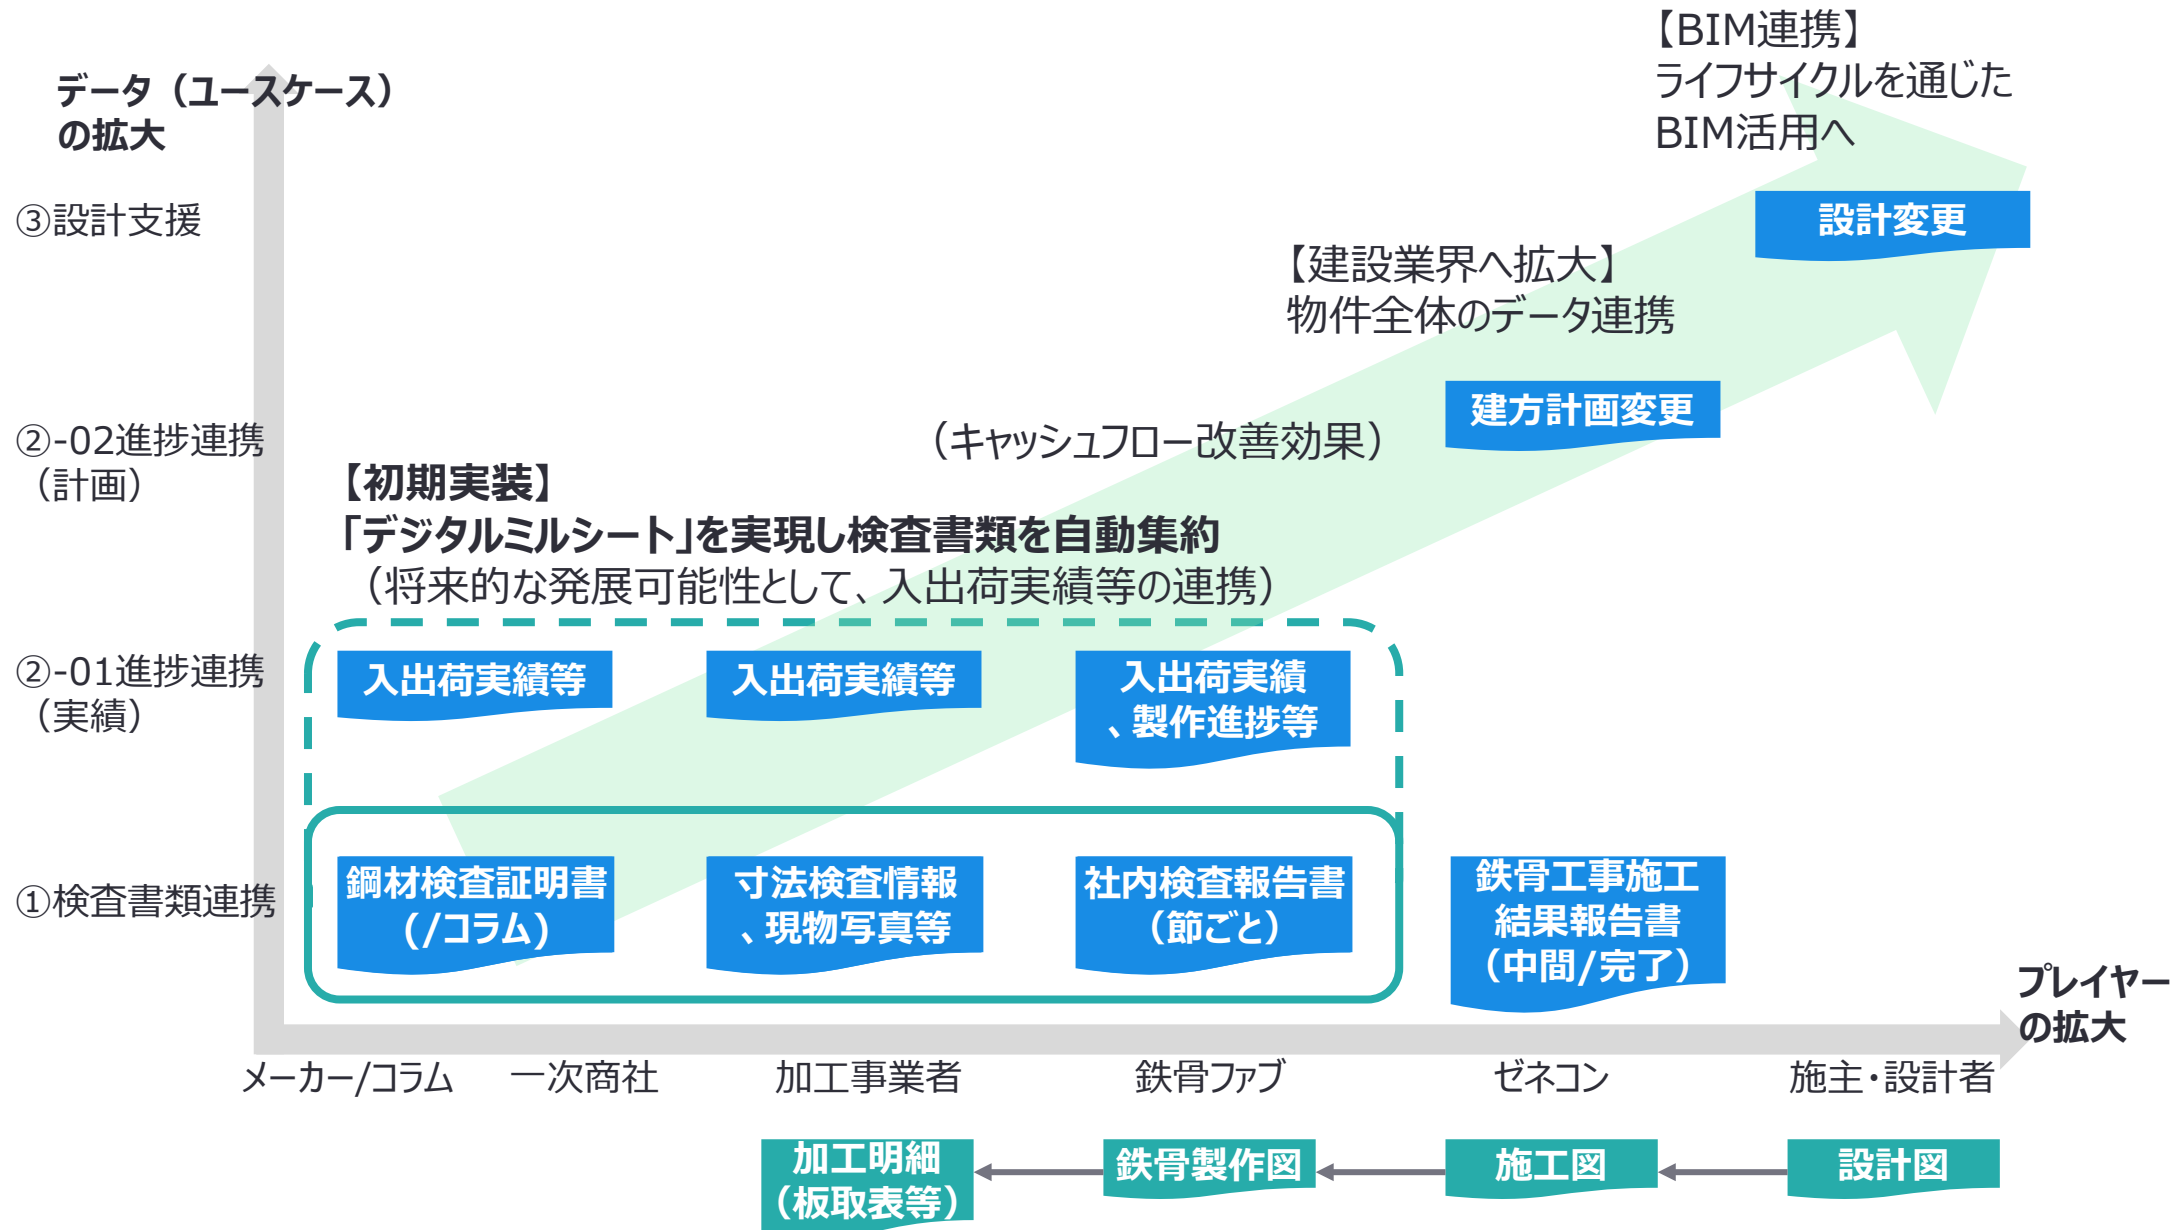 【BIM連携】
ライフサイクルを通じた
BIM活用へ
データ（ユースケース）
の拡大
③設計支援
設計変更
【建設業界へ拡大】
物件全体のデータ連携
建方計画変更
②-02進捗連携
（計画）
（キャッシュフロー改善効果）
【初期実装】
「デジタルミルシート」を実現し検査書類を自動集約
（将来的な発展可能性として、入出荷実績等の連携）
②-01進捗連携
（実績）
入出荷実績等
入出荷実績等
入出荷実績
、製作進捗等
①検査書類連携
鋼材検査証明書
(/コラム)
寸法検査情報
、現物写真等
社内検査報告書
（節ごと）
鉄骨工事施工
結果報告書
（中間/完了）
プレイヤー
の拡大
メーカー/コラム
一次商社
加工事業者
鉄骨ファブ
ゼネコン
施主・設計者
加工明細
（板取表等）
鉄骨製作図
施工図
設計図